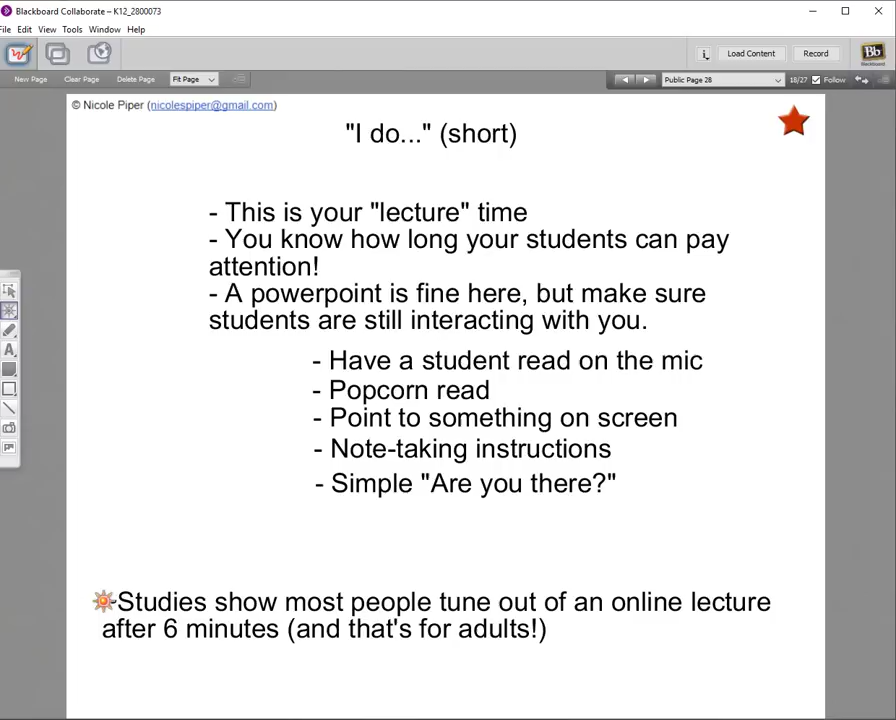 Blackboard Collaborate – K12_2800073
File Edit View Tools Window Help
Load Content
Record
Bb
Blackboard
New Page Clear Page Delete Page Fit Page
Public Page 28
18/27
Follow
© Nicole Piper (nicolespiper@gmail.com)
"I do..." (short)
- This is your "lecture" time
- You know how long your students can pay
attention!
- A powerpoint is fine here, but make sure
students are still interacting with you.
- Have a student read on the mic
- Popcorn read
- Point to something on screen
- Note-taking instructions
- Simple "Are you there?"
-Studies show most people tune out of an online lecture
after 6 minutes (and that's for adults!)